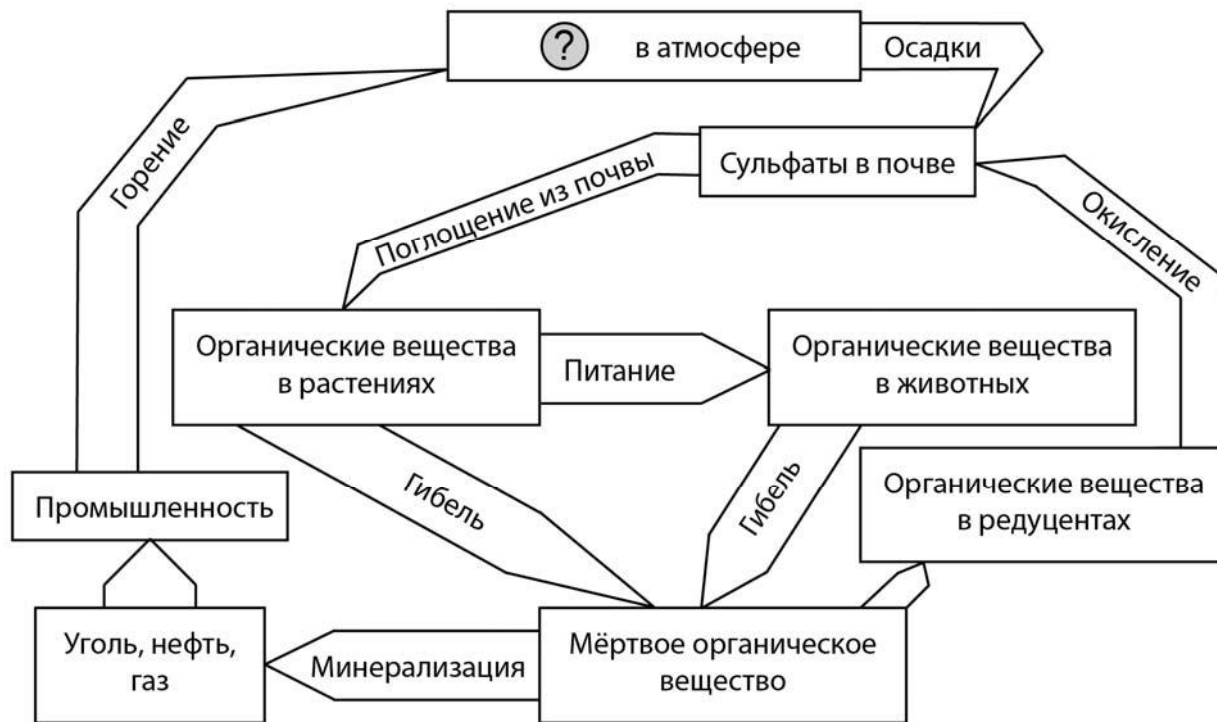 ? в атмосфере
Осадки
Горение
Сульфаты в почве
Поглощение из почвы
Окисление
Органические вещества
в растениях
Питание
Органические вещества
в животных
Промышленность
Гибель
Гибель
Органические вещества
в редуцентах
Уголь, нефть,
газ
Минерализация
Мёртвое органическое
вещество